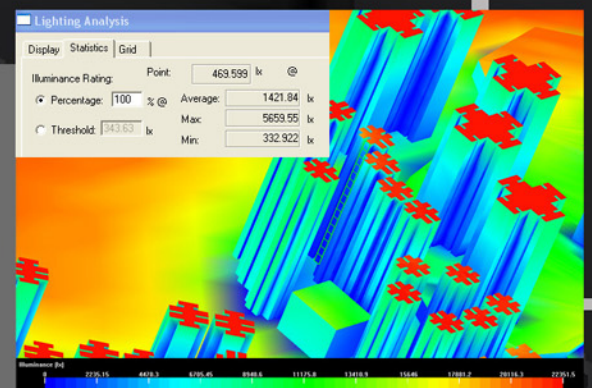 Lighting Analysis
Display Statistics Grid
Illuminance Rating:
Point: 469.599 lx @
Percentage: 100 % @
Average: 1421.84 lx
Threshold: 343.63 lx
Max: 5659.55 lx
Min: 332.922 lx
Illuminance [lx]
0 2235.15 4470.3 6705.45 8940.6 11175.8 13410.9 15646 17881.2 20116.3 22351.5